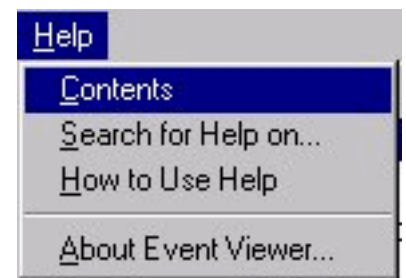 Help
Contents
Search for Help on...
How to Use Help
About Event Viewer...